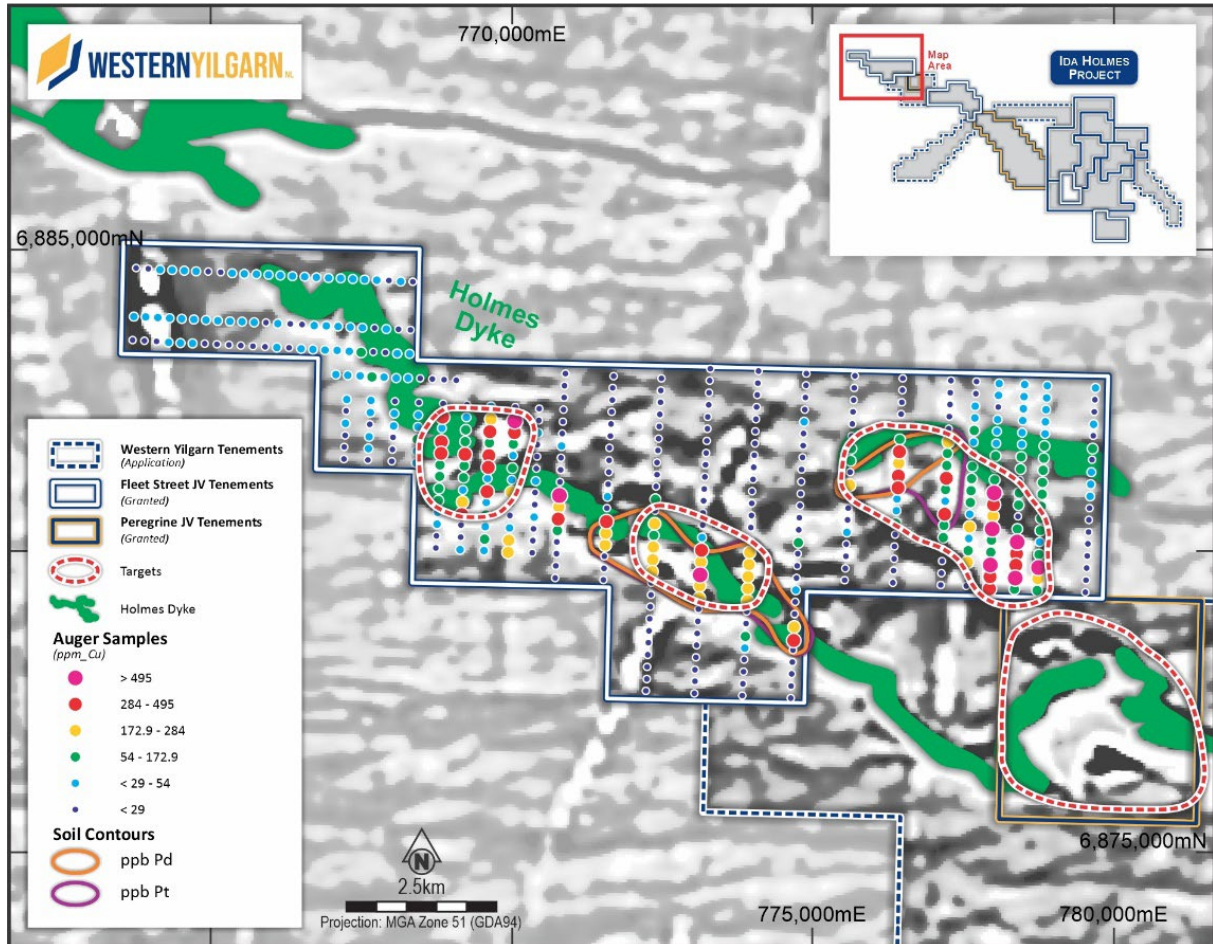 WESTERNYILGARN NL
770,000mE
Map
Area
IDA HOLMES
PROJECT
6,885,000mN
Holmes
Dyke
Western Yilgarn Tenements
(Application)
Fleet Street JV Tenements
(Granted)
Peregrine JV Tenements
(Granted)
Targets
Holmes Dyke
Auger Samples
(ppm_Cu)
> 495
284 - 495
172.9 - 284
54 - 172.9
< 29 - 54
< 29
Soil Contours
ppb Pd
ppb Pt
N
2.5km
Projection: MGA Zone 51 (GDA94)
6,875,000mN
775,000mE
780,000mE